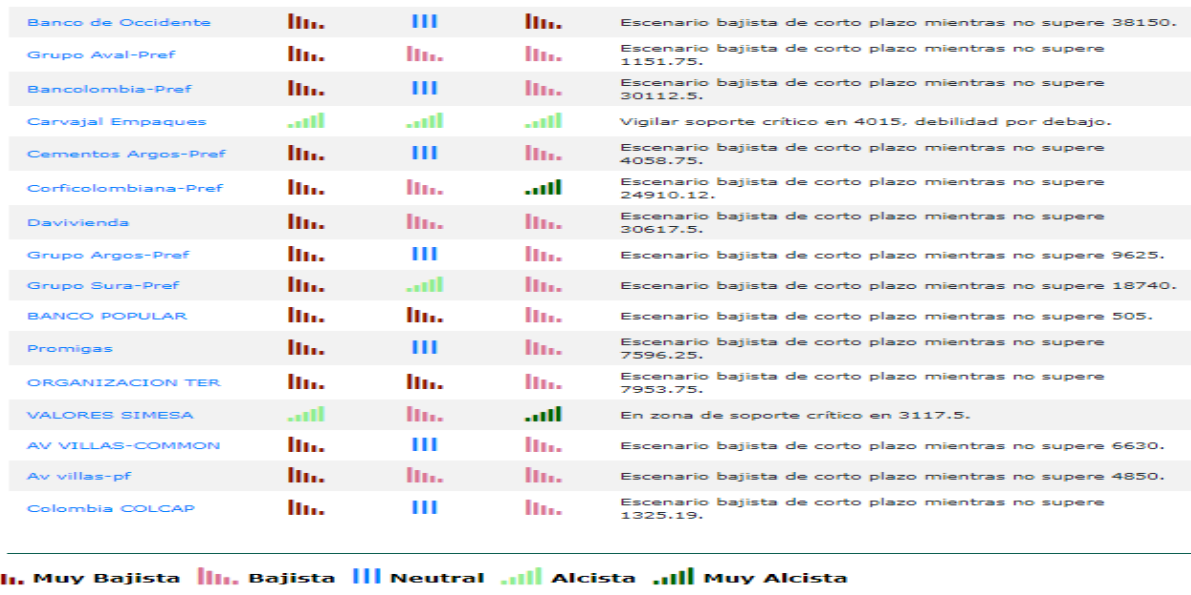 Banco de Occidente Escenario bajista de corto plazo mientras no supere 38150.
Grupo Aval-Pref Escenario bajista de corto plazo mientras no supere
1151.75.
Bancolombia-Pref Escenario bajista de corto plazo mientras no supere
30112.5.
Carvajal Empaques Vigilar soporte crítico en 4015, debilidad por debajo.
Cementos Argos-Pref Escenario bajista de corto plazo mientras no supere
4058.75.
Corficolombiana-Pref Escenario bajista de corto plazo mientras no supere
24910.12.
Davivienda Escenario bajista de corto plazo mientras no supere
30617.5.
Grupo Argos-Pref Escenario bajista de corto plazo mientras no supere 9625.
Grupo Sura-Pref Escenario bajista de corto plazo mientras no supere 18740.
BANCO POPULAR Escenario bajista de corto plazo mientras no supere 505.
Promigas Escenario bajista de corto plazo mientras no supere
7596.25.
ORGANIZACION TER Escenario bajista de corto plazo mientras no supere
7953.75.
VALORES SIMESA En zona de soporte crítico en 3117.5.
AV VILLAS-COMMON Escenario bajista de corto plazo mientras no supere 6630.
Av villas-pf Escenario bajista de corto plazo mientras no supere 4850.
Colombia COLCAP Escenario bajista de corto plazo mientras no supere
1325.19.
Muy Bajista Bajista Neutral Alcista Muy Alcista